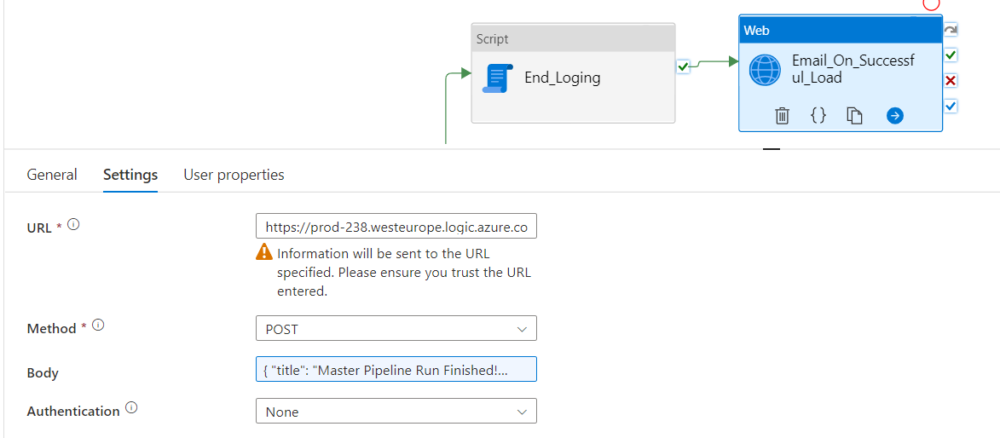 Script
End_Loging
Web
Email_On_Successf
ul_Load
{}
General
Settings
User properties
URL *
https://prod-238.westeurope.logic.azure.co
Information will be sent to the URL
specified. Please ensure you trust the URL
entered.
Method *
POST
Body
{ "title": "Master Pipeline Run Finished!...
Authentication
None